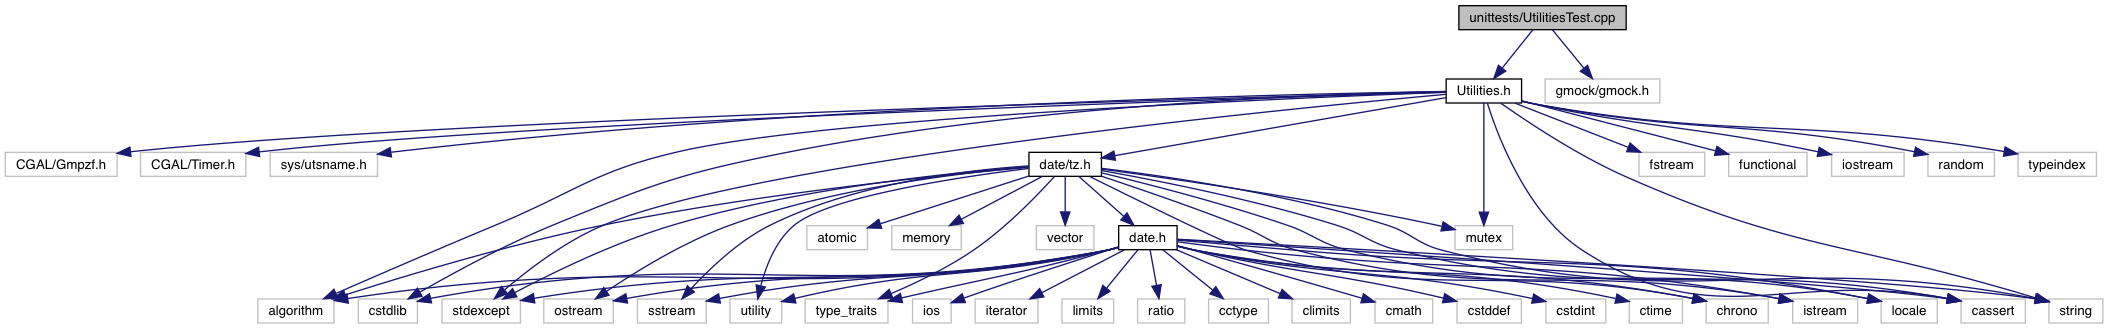 unittests/UtilitiesTest.cpp
Utilities.h
gmock/gmock.h
CGAL/Gmpzf.h
CGAL/Timer.h
sys/utsname.h
date/tz.h
fstream
functional
iostream
random
typeindex
atomic
memory
vector
date.h
mutex
algorithm
cstdlib
stdexcept
ostream
sstream
utility
type_traits
ios
iterator
limits
ratio
cctype
climits
cmath
cstddef
cstdint
ctime
chrono
istream
locale
cassert
string